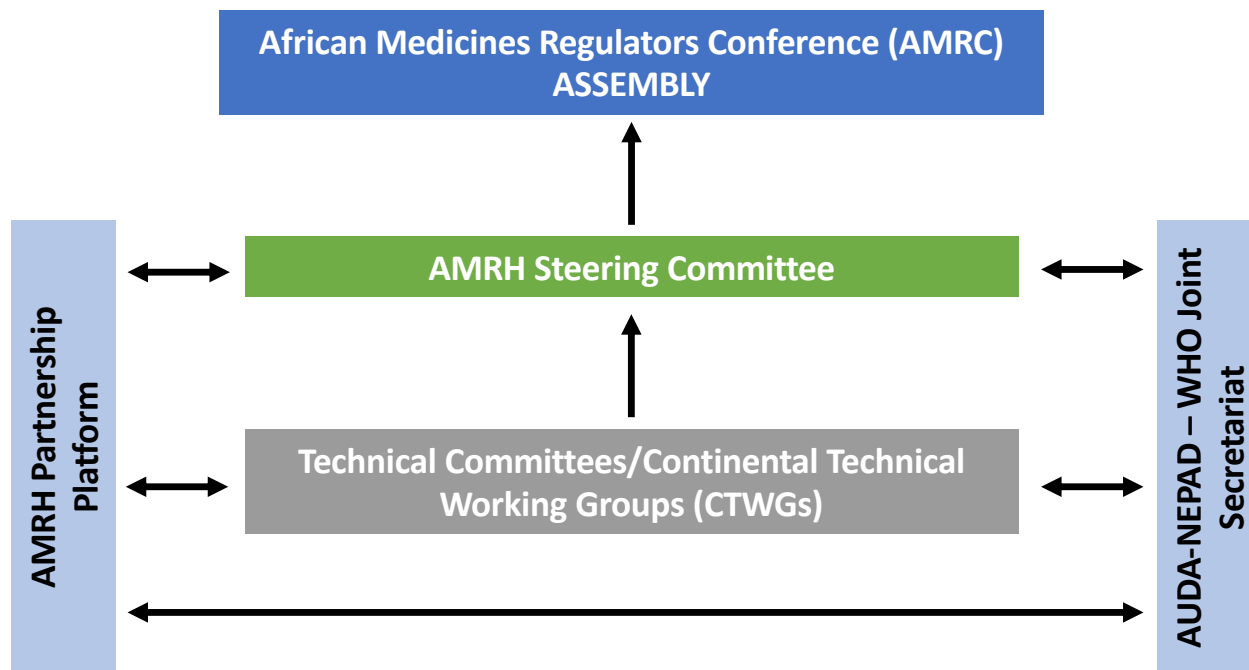 African Medicines Regulators Conference (AMRC)
ASSEMBLY
AMRH Steering Committee
Technical Committees/Continental Technical
Working Groups (CTWGs)
AMRH Partnership
Platform
AUDA-NEPAD – WHO Joint
Secretariat